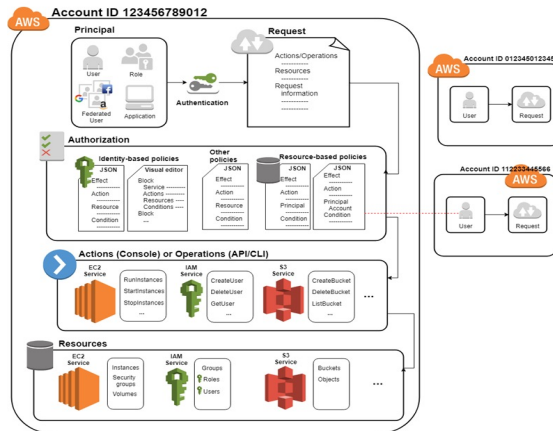 AWS
Account ID 123456789012
Principal
User
Role
Federated
User
Application
Authentication
Request
Actions/Operations
Resources
Request
information
AWS
Account ID 012345012345
User
Request
Authorization
Identity-based policies
JSON
Effect
Action
Resource
Condition
Visual editor
Block
Service
Actions
Resources
Conditions
Block
...
Other
policies
JSON
Effect
Action
Resource
Condition
Resource-based policies
JSON
Effect
Action
Principal
Condition
JSON
Effect
Action
Principal
Account
Condition
Account ID 112233445566
AWS
User
Request
Actions (Console) or Operations (API/CLI)
EC2
Service
RunInstances
StartInstances
StopInstances
...
IAM
Service
CreateUser
DeleteUser
GetUser
...
S3
Service
CreateBucket
DeleteBucket
ListBucket
...
...
Resources
EC2
Service
Instances
Security
groups
Volumes
IAM
Service
Groups
Roles
Users
S3
Service
Buckets
Objects
...